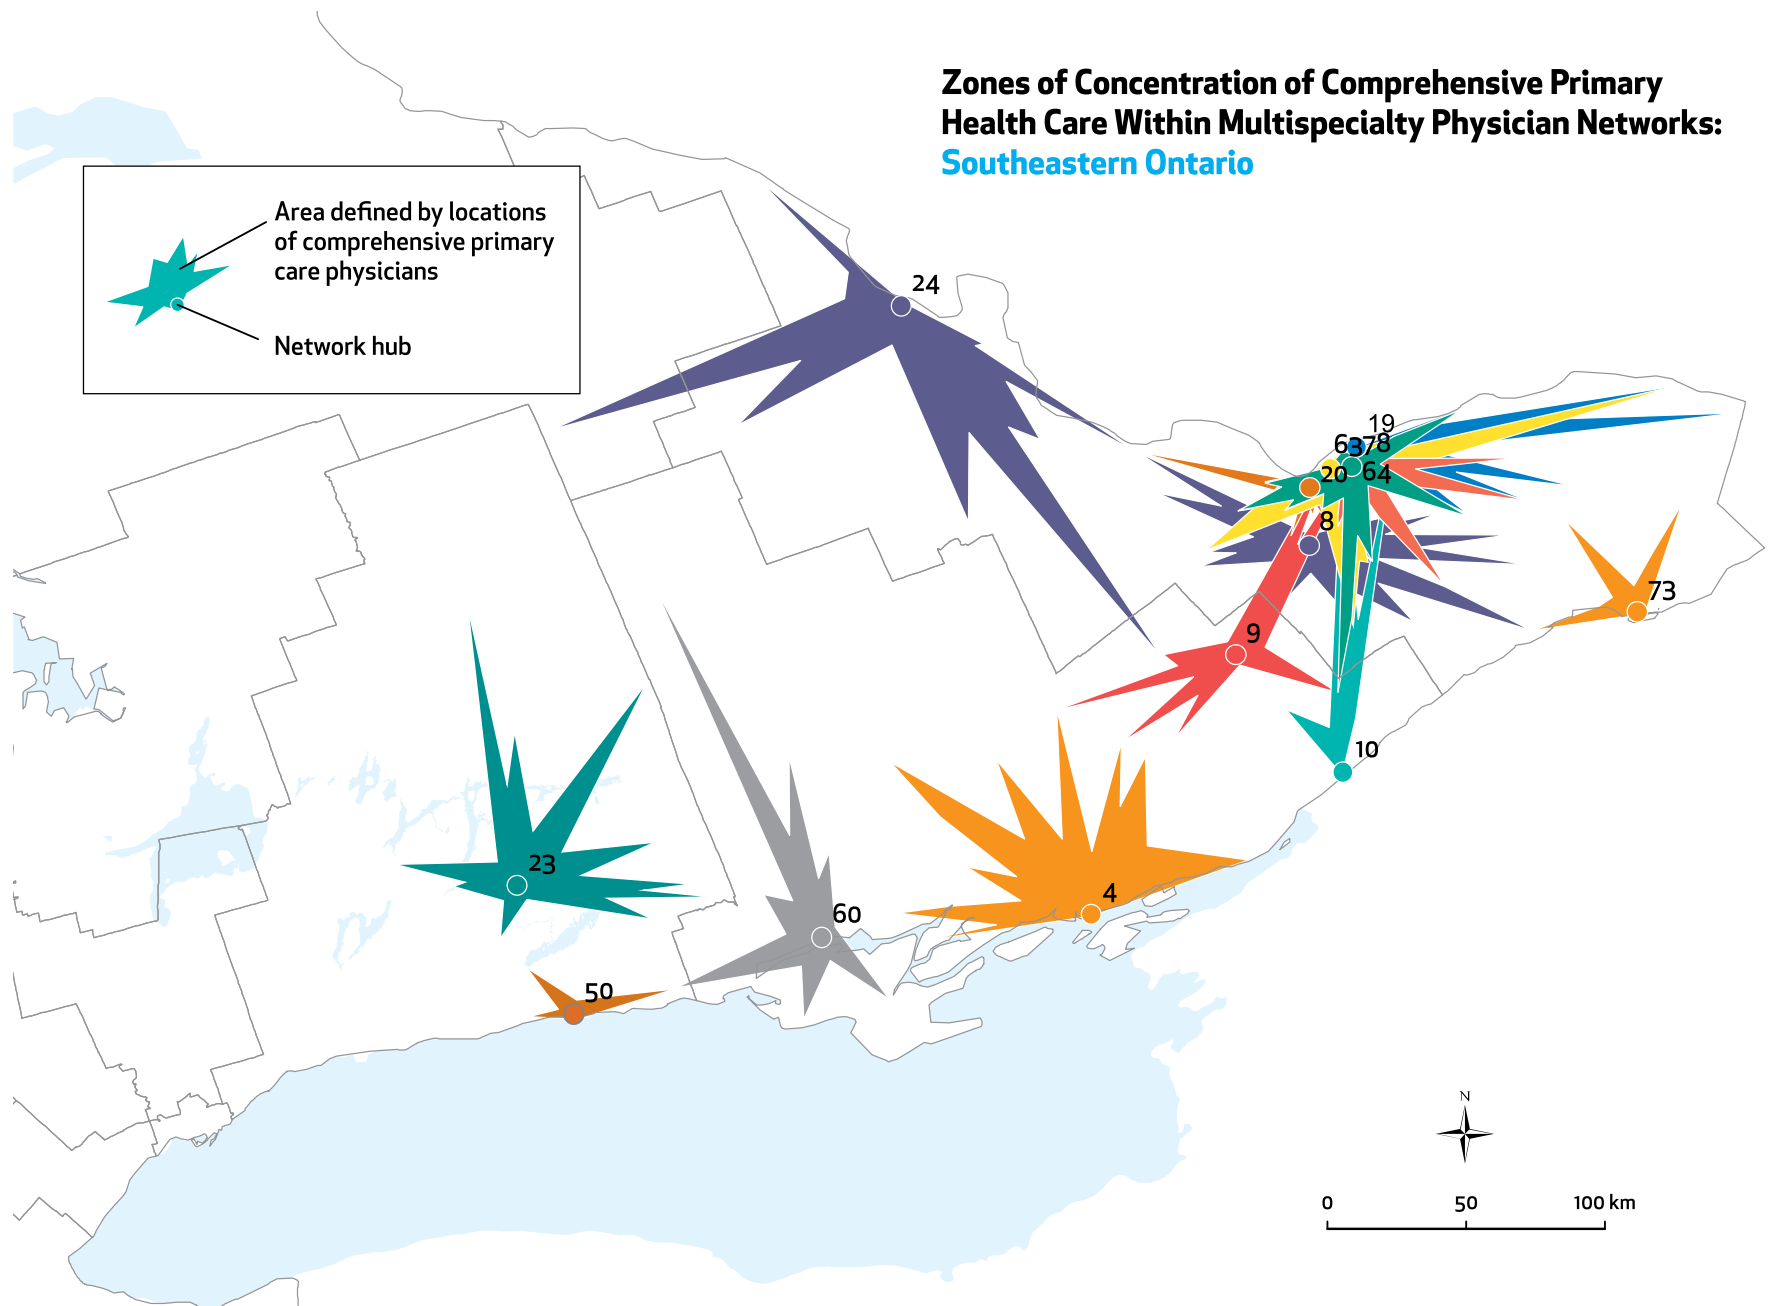 Zones of Concentration of Comprehensive Primary
Health Care Within Multispecialty Physician Networks:
Southeastern Ontario
Area defined by locations
of comprehensive primary
care physicians
Network hub
24
19
63
78
20
64
8
73
9
10
23
4
60
50
N
0
50
100 km